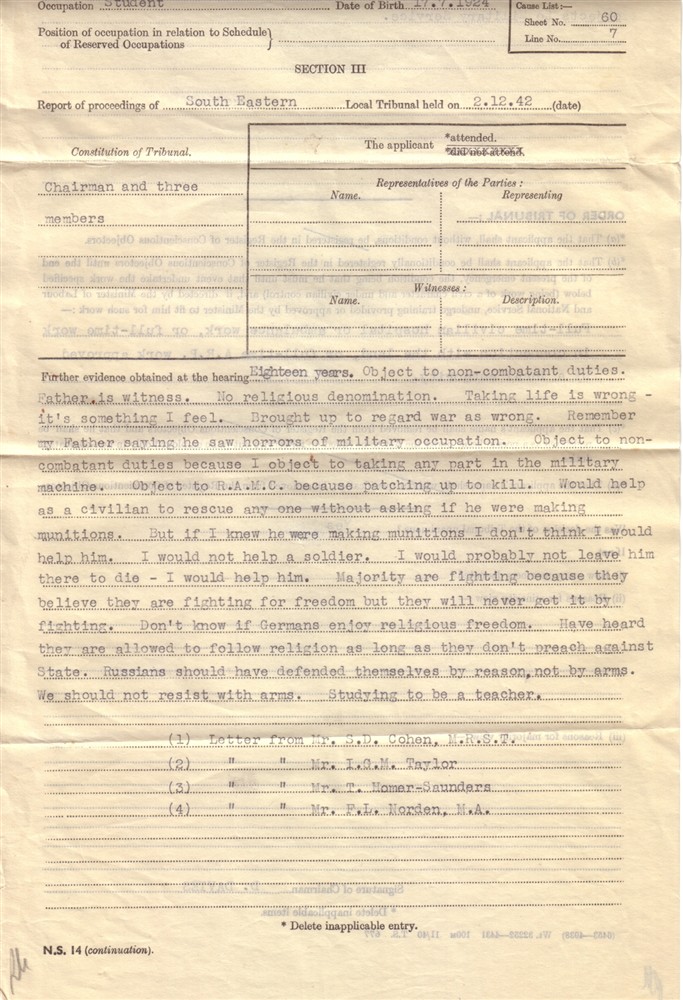 Occupation Student Date of Birth 17.7.1924
Cause List:—
Sheet No. 60
Line No. 7
Position of occupation in relation to Schedule}
of Reserved Occupations
SECTION III
Report of proceedings of South Eastern Local Tribunal held on 2.12.42 (date)
Constitution of Tribunal.
The applicant *attended.
*did not attend.
Chairman and three
members
Representatives of the Parties :
Name. Representing
Witnesses :
Name. Description.
Further evidence obtained at the hearing Eighteen years. Object to non-combatant duties.
Father is witness. No religious denomination. Taking life is wrong -
it's something I feel. Brought up to regard war as wrong. Remember
my Father saying he saw horrors of military occupation. Object to non-
combatant duties because I object to taking any part in the military
machine. Object to R.A.M.C. because patching up to kill. Would help
as a civilian to rescue any one without asking if he were making
munitions. But if I knew he were making munitions I don't think I would
help him. I would not help a soldier. I would probably not leave him
there to die - I would help him. Majority are fighting because they
believe they are fighting for freedom but they will never get it by
fighting. Don't know if Germans enjoy religious freedom. Have heard
they are allowed to follow religion as long as they don't preach against
State. Russians should have defended themselves by reason, not by arms.
We should not resist with arms. Studying to be a teacher.
(1) Letter from Mr. S.D. Cohen, M.R.S.T.
(2) " " Mr. I.G.M. Taylor
(3) " " Mr. T. Homer-Saunders
(4) " " Mr. F.L. Norden, M.A.
* Delete inapplicable entry.
N.S. 14 (continuation).